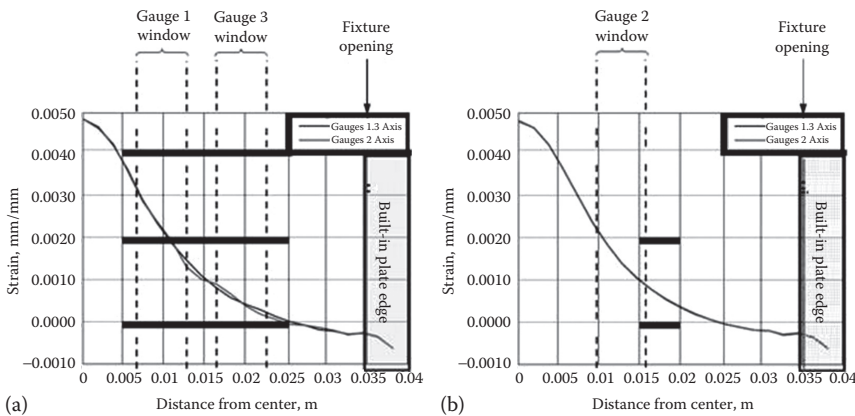 Gauge 1
window
Gauge 3
window
Fixture
opening
0.0050
0.0040
0.0030
0.0020
0.0010
0.0000
−0.0010
Strain, mm/mm
Gauges 1.3 Axis
Gauges 2 Axis
Built-in plate edge
0 0.005 0.01 0.015 0.02 0.025 0.03 0.035 0.04
Distance from center, m
(a)
Gauge 2
window
Fixture
opening
0.0050
0.0040
0.0030
0.0020
0.0010
0.0000
−0.0010
Strain, mm/mm
Gauges 1.3 Axis
Gauges 2 Axis
Built-in plate edge
0 0.005 0.01 0.015 0.02 0.025 0.03 0.035 0.04
Distance from center, m
(b)